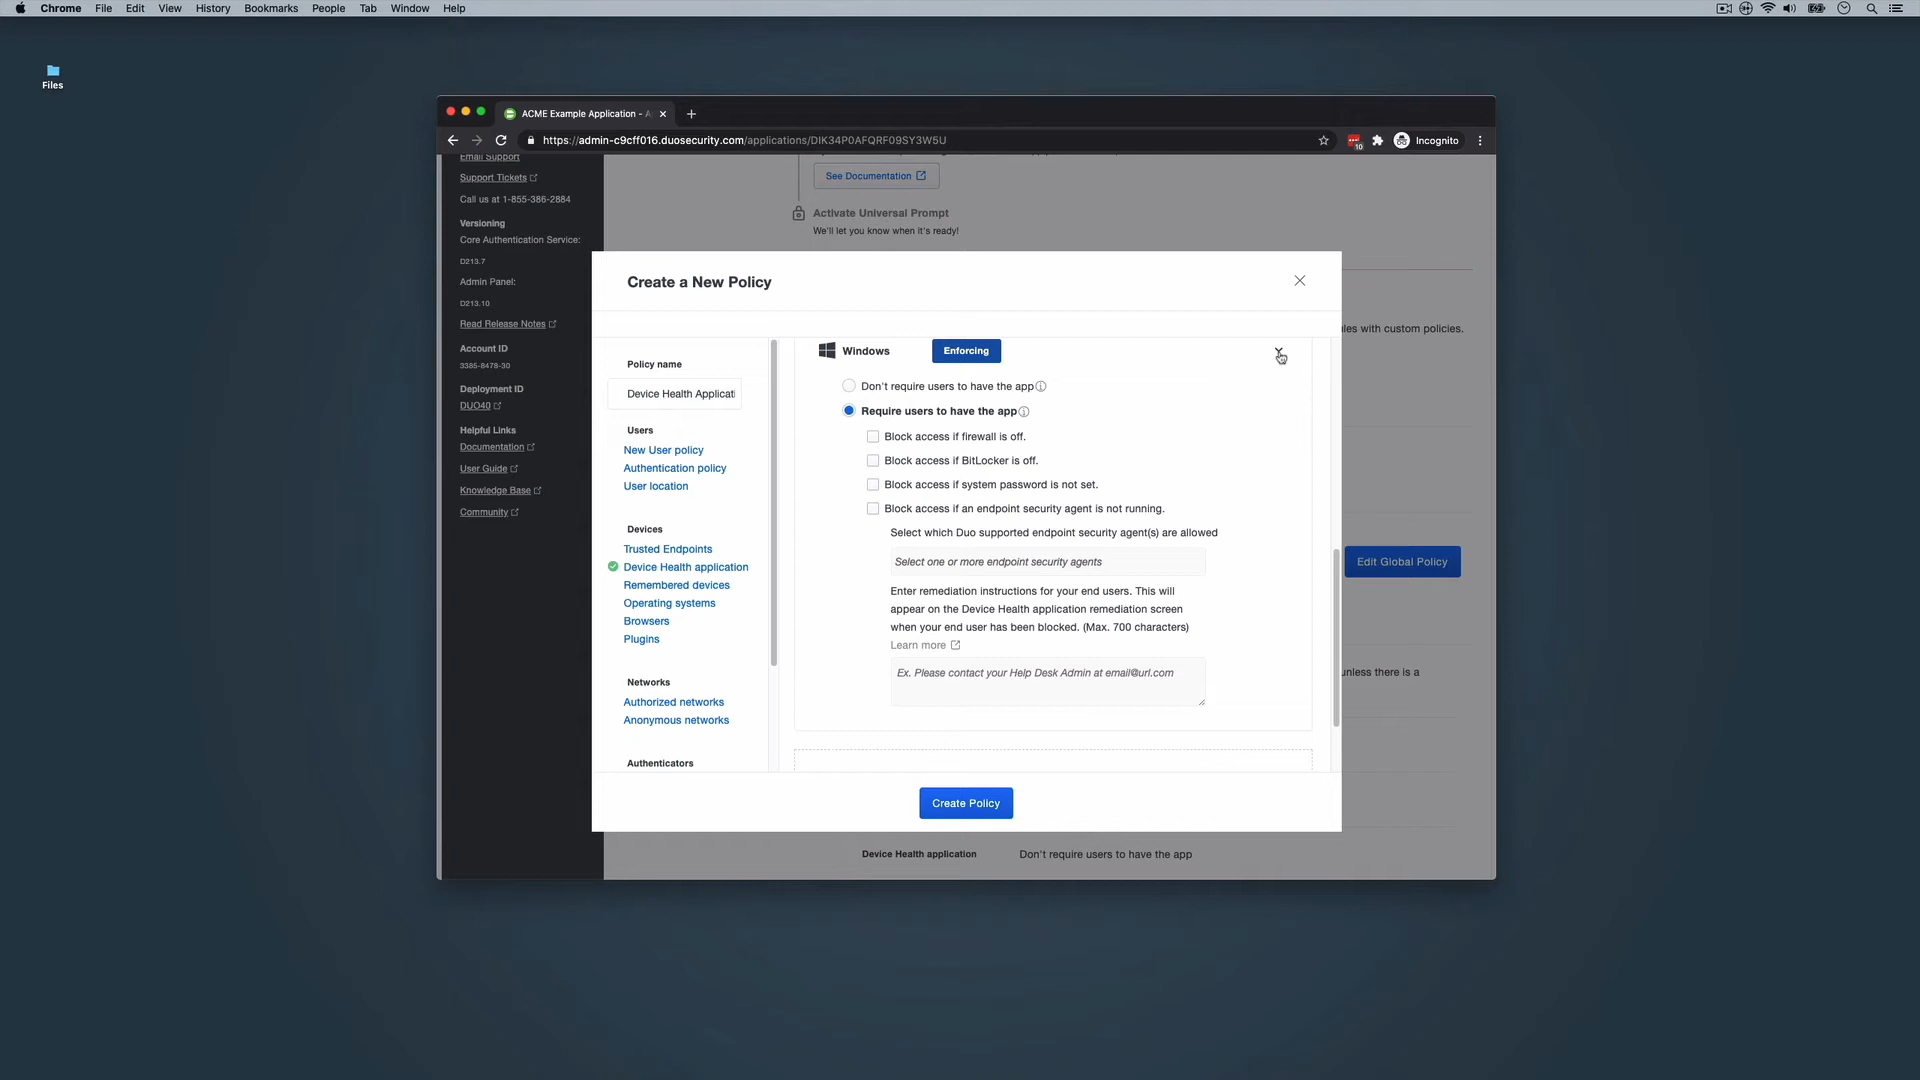 Chrome File Edit View History Bookmarks People Tab Window Help
Files
ACME Example Application - A
https://admin-c9cff016.duosecurity.com/applications/DIK34P0AFQRF09SY3W5U
10
Incognito
Email Support
Support Tickets
Call us at 1-855-386-2884
Versioning
Core Authentication Service:
D213.7
Admin Panel:
D213.10
Read Release Notes
Account ID
3385-8478-30
Deployment ID
DUO40
Helpful Links
Documentation
User Guide
Knowledge Base
Community
See Documentation
Activate Universal Prompt
We'll let you know when it's ready!
Create a New Policy
Policy name
Device Health Applicati
Users
New User policy
Authentication policy
User location
Devices
Trusted Endpoints
Device Health application
Remembered devices
Operating systems
Browsers
Plugins
Networks
Authorized networks
Anonymous networks
Authenticators
Windows
Enforcing
Don't require users to have the app
Require users to have the app
Block access if firewall is off.
Block access if BitLocker is off.
Block access if system password is not set.
Block access if an endpoint security agent is not running.
Select which Duo supported endpoint security agent(s) are allowed
Select one or more endpoint security agents
Enter remediation instructions for your end users. This will
appear on the Device Health application remediation screen
when your end user has been blocked. (Max. 700 characters)
Learn more
Ex. Please contact your Help Desk Admin at email@url.com
Create Policy
les with custom policies.
Edit Global Policy
unless there is a
Device Health application
Don't require users to have the app